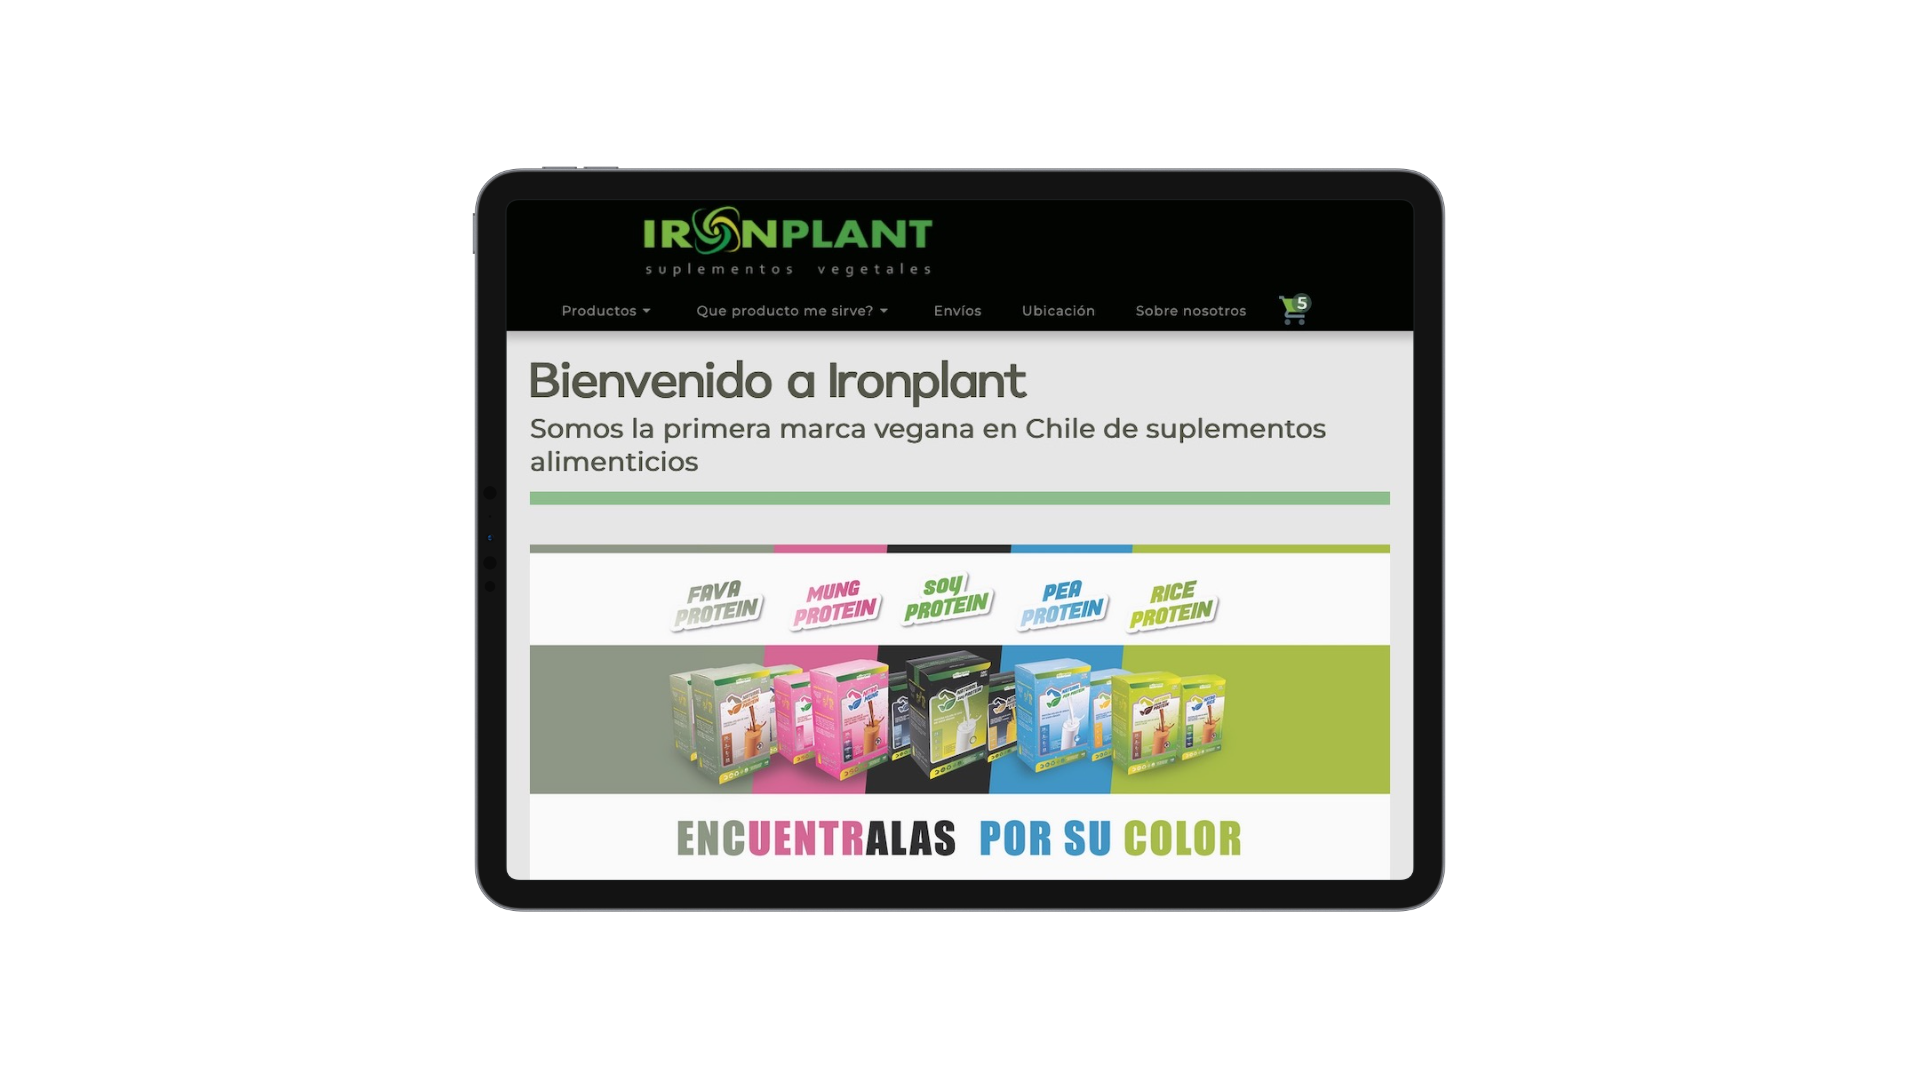 IRONPLANT
suplementos vegetales
Productos
Que producto me sirve?
Envíos
Ubicación
Sobre nosotros
5
Bienvenido a Ironplant
Somos la primera marca vegana en Chile de suplementos
alimenticios
FAVA
PROTEIN
MUNG
PROTEIN
SOY
PROTEIN
PEA
PROTEIN
RICE
PROTEIN
ENCUENTRALAS POR SU COLOR